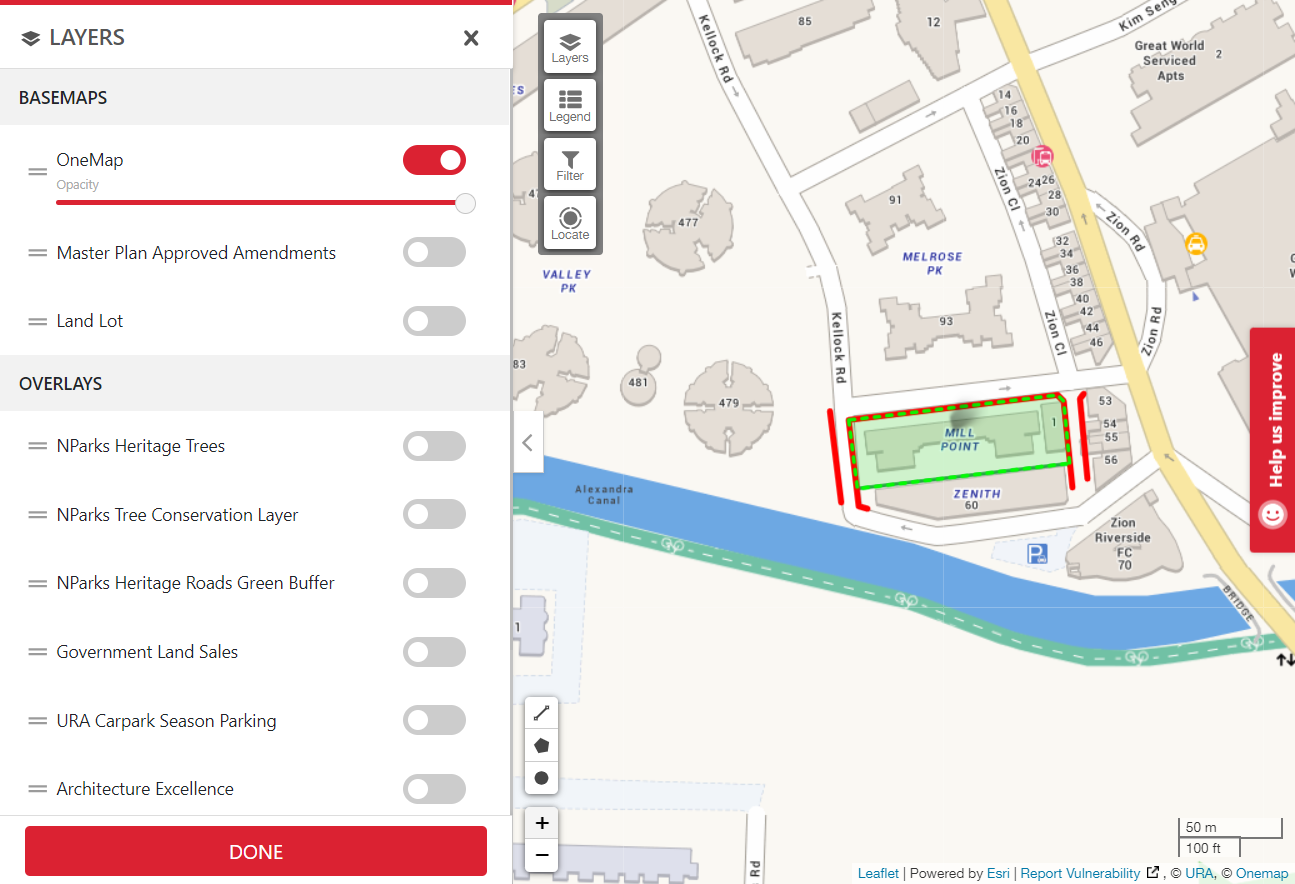 LAYERS
BASEMAPS
OneMap
Opacity
Master Plan Approved Amendments
Land Lot
OVERLAYS
NParks Heritage Trees
NParks Tree Conservation Layer
NParks Heritage Roads Green Buffer
Government Land Sales
URA Carpark Season Parking
Architecture Excellence
DONE
Layers
Legend
Filter
Locate
Kellock Rd
85
12
Kim Seng
Great World
Serviced
Apts
2
14
16
18
20
24 26
28
30
32
34
36
38
40
42
44
46
Zion Cl
Zion Rd
91
477
MELROSE
PK
VALLEY
PK
93
Kellock Rd
Zion Cl
Zion Rd
83
481
479
53
54
55
56
1
MILL
POINT
ZENITH
60
Alexandra
Canal
Zion
Riverside
FC
70
P
BRIDGE
1
Rd
Help us improve
+
−
50 m
100 ft
Leaflet | Powered by Esri | Report Vulnerability , © URA, © Onemap